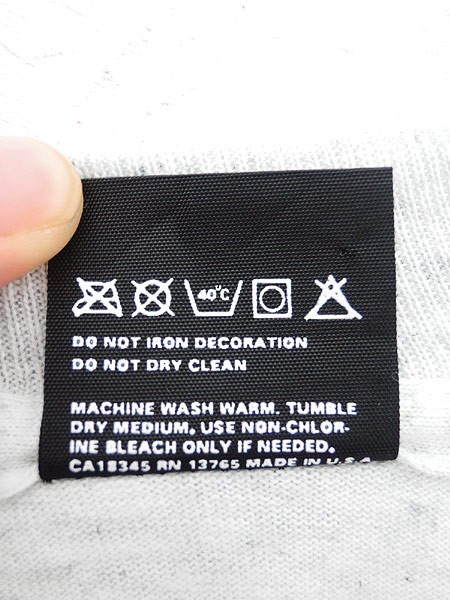 40°C
DO NOT IRON DECORATION
DO NOT DRY CLEAN
MACHINE WASH WARM. TUMBLE
DRY MEDIUM. USE NON-CHLOR-
INE BLEACH ONLY IF NEEDED.
CA18345 RN 13765 MADE IN U.S.A